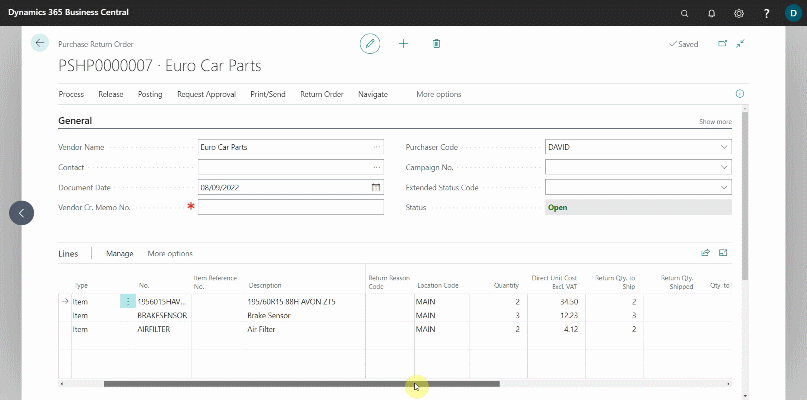 Dynamics 365 Business Central
? D
Purchase Return Order
Saved
PSHP0000007 · Euro Car Parts
Process Release Posting Request Approval Print/Send Return Order Navigate More options
General
Show more
Vendor Name Euro Car Parts Purchaser Code DAVID
Contact Campaign No.
Document Date 08/09/2022 Extended Status Code
Vendor Cr. Memo No. * Status Open
Lines Manage More options
Type No. Item Reference No. Description Return Reason Code Location Code Quantity Direct Unit Cost Excl. VAT Return Qty. to Ship Return Qty. Shipped Qty. to
Item 1956015HAV... 195/60R15 88H AVON ZT5 MAIN 2 34.50 2
Item BRAKESENSOR Brake Sensor MAIN 3 12.23 3
Item AIRFILTER Air Filter MAIN 2 4.12 2